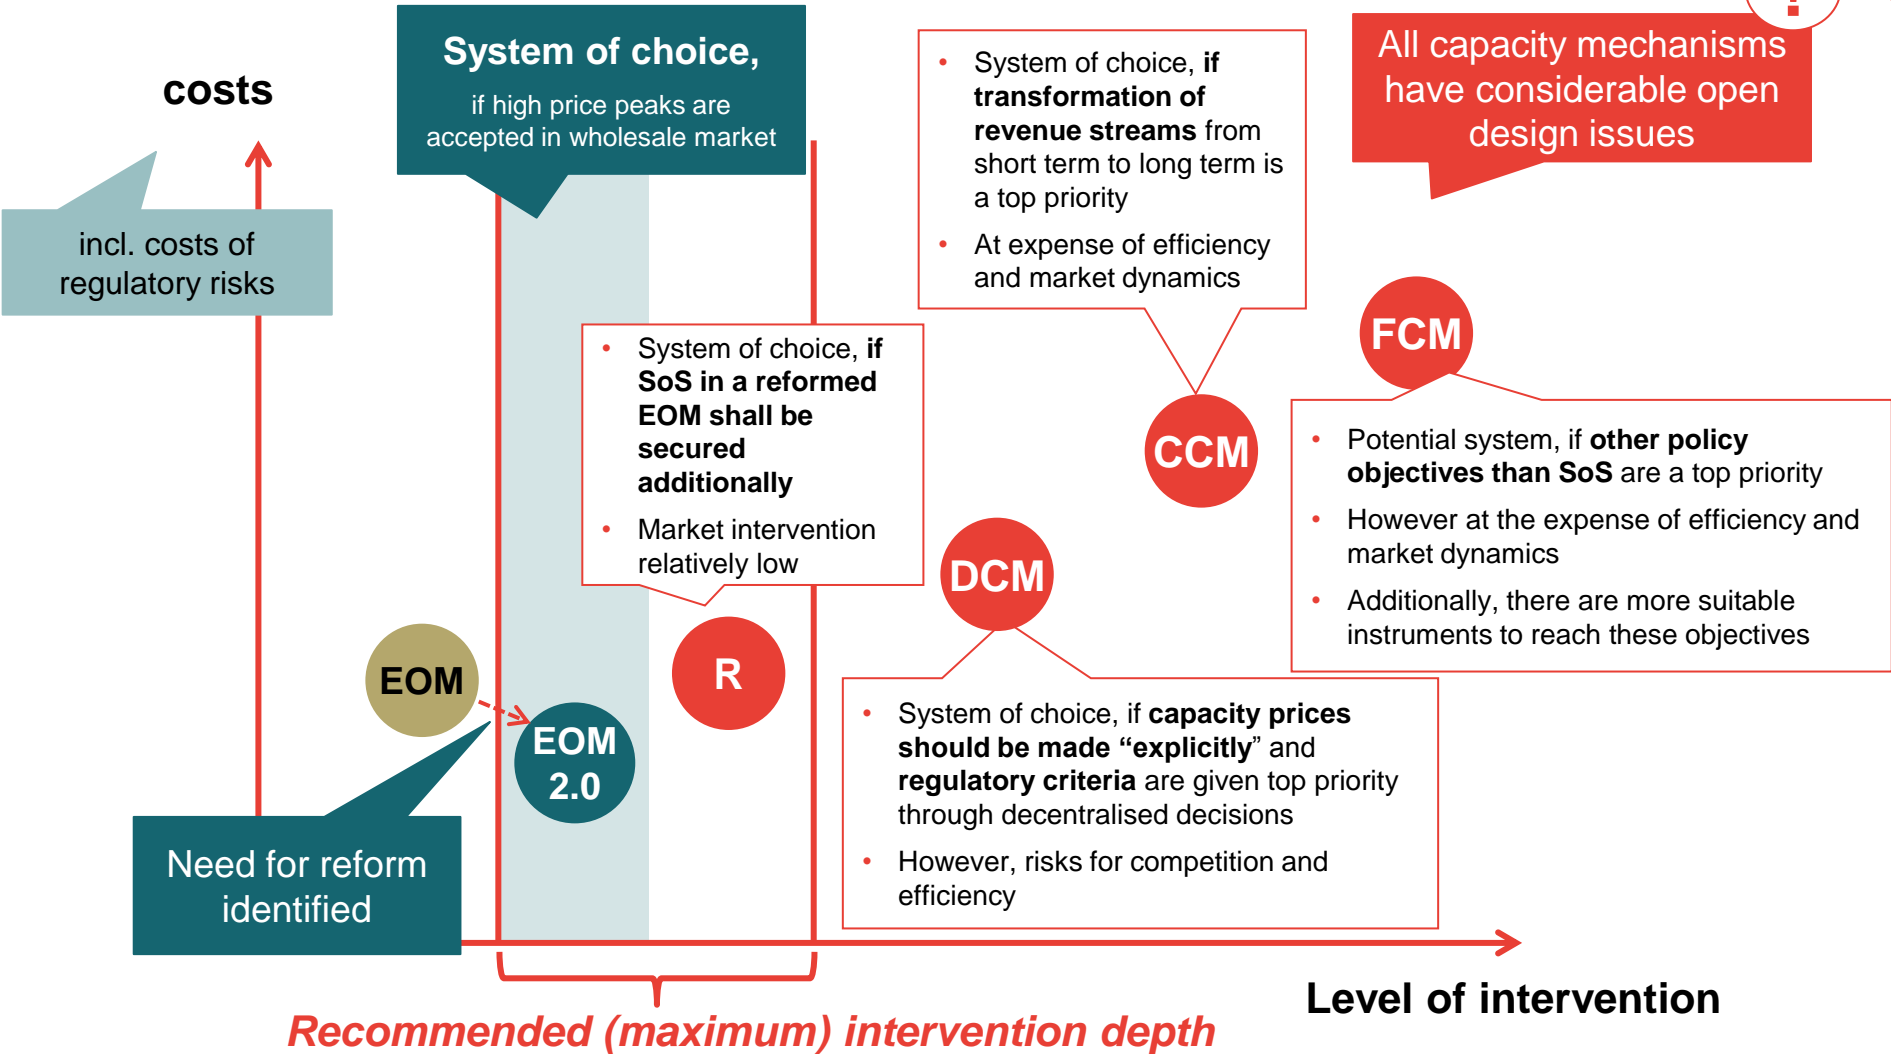 costs
incl. costs of
regulatory risks
System of choice,
if high price peaks are
accepted in wholesale market
• System of choice, if
transformation of
revenue streams from
short term to long term is
a top priority
• At expense of efficiency
and market dynamics
!
All capacity mechanisms
have considerable open
design issues
• System of choice, if
SoS in a reformed
EOM shall be
secured
additionally
• Market intervention
relatively low
FCM
CCM
• Potential system, if other policy
objectives than SoS are a top priority
• However at the expense of efficiency and
market dynamics
• Additionally, there are more suitable
instruments to reach these objectives
DCM
EOM
R
EOM
2.0
• System of choice, if capacity prices
should be made “explicitly” and
regulatory criteria are given top priority
through decentralised decisions
• However, risks for competition and
efficiency
Need for reform
identified
Level of intervention
Recommended (maximum) intervention depth